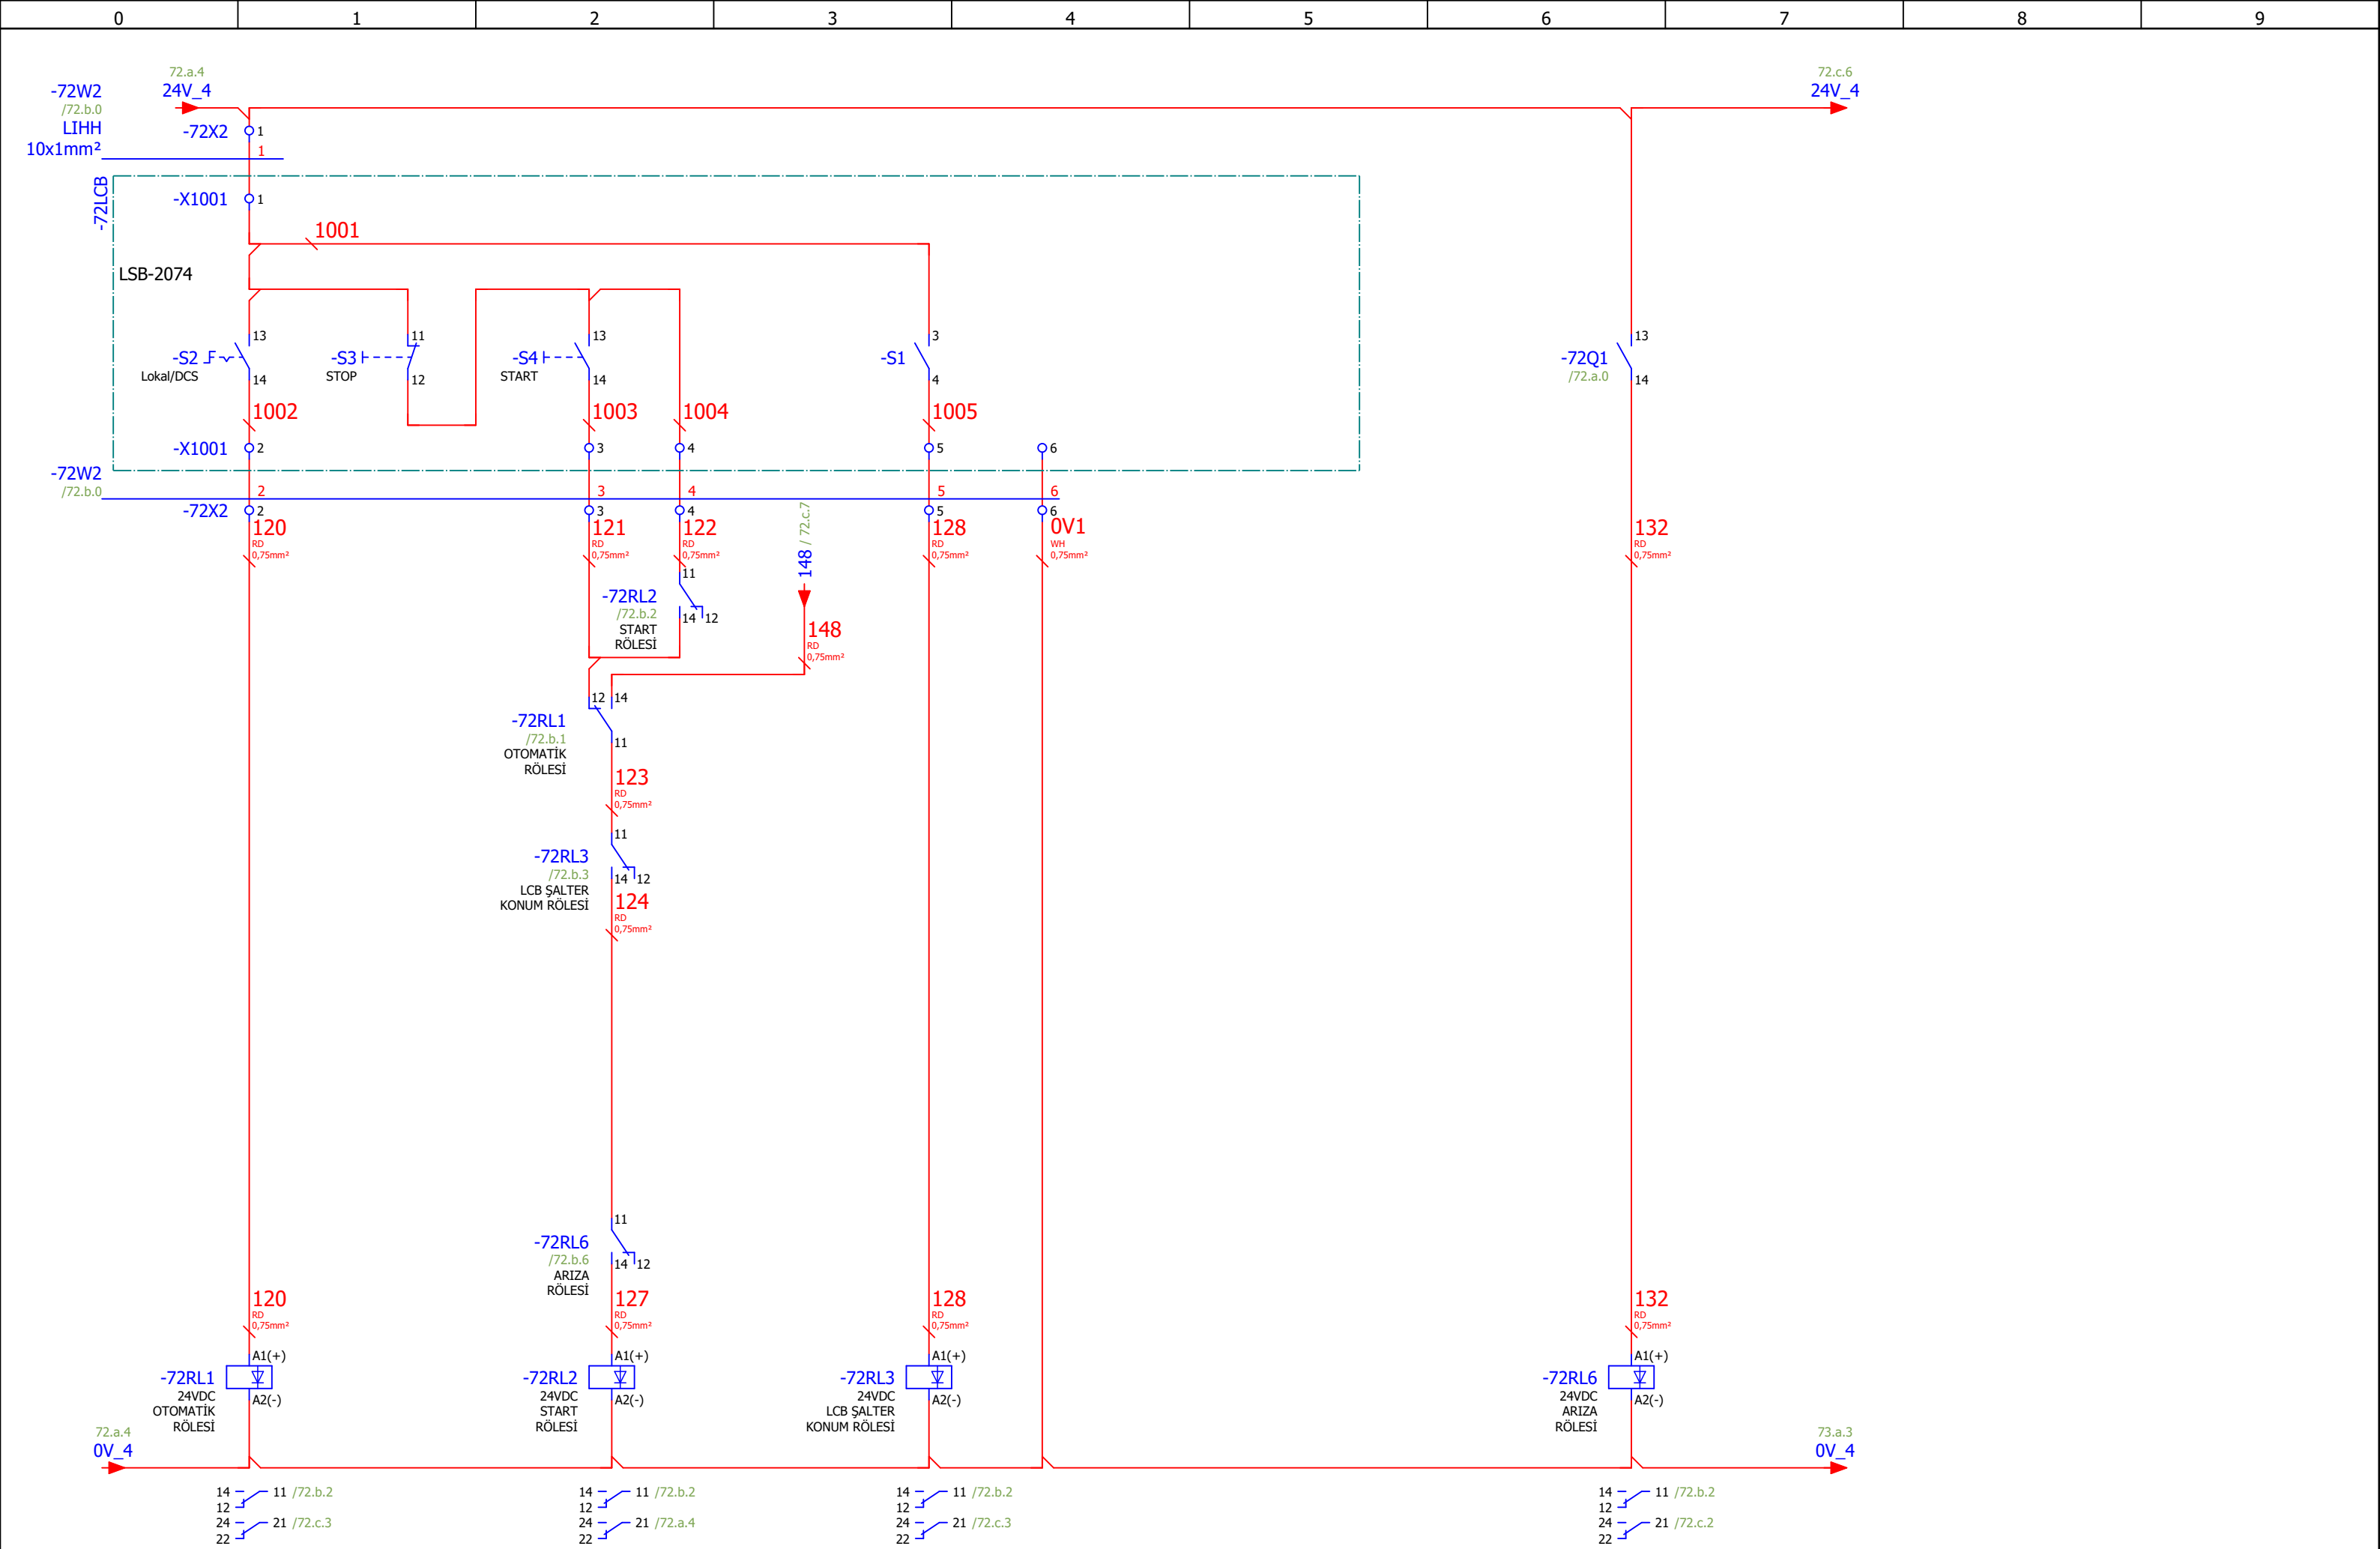 0 1 2 3 4 5 6 7 8 9
72.a.4
24V_4
72.c.6
24V_4
-72W2
/72.b.0
LIHH
10x1mm²
-72X2 1
1
-72LCB
-X1001 1
1001
LSB-2074
-S2 13
Lokal/DCS 14
-S3 11
STOP 12
-S4 13
START 14
-S1 3
4
-72Q1 13
/72.a.0 14
1002 1003 1004 1005
-X1001 2 3 4 5 6
-72W2
/72.b.0 2 3 4 5 6
-72X2 2 3 4 5 6
120
RD
0,75mm²
121
RD
0,75mm²
122
RD
0,75mm²
148 / 72.c.7
128
RD
0,75mm²
0V1
WH
0,75mm²
132
RD
0,75mm²
11
-72RL2
/72.b.2
14 12
START
RÖLESİ
148
RD
0,75mm²
12 14
-72RL1
/72.b.1
11
OTOMATİK
RÖLESİ
123
RD
0,75mm²
11
-72RL3
/72.b.3
14 12
LCB ŞALTER
KONUM RÖLESİ
124
RD
0,75mm²
11
-72RL6
/72.b.6
14 12
ARIZA
RÖLESİ
120
RD
0,75mm²
127
RD
0,75mm²
128
RD
0,75mm²
132
RD
0,75mm²
A1(+)
-72RL1
24VDC
A2(-)
OTOMATİK
RÖLESİ
A1(+)
-72RL2
24VDC
A2(-)
START
RÖLESİ
A1(+)
-72RL3
24VDC
A2(-)
LCB ŞALTER
KONUM RÖLESİ
A1(+)
-72RL6
24VDC
A2(-)
ARIZA
RÖLESİ
72.a.4
0V_4
73.a.3
0V_4
14 11 /72.b.2
12
24 21 /72.c.3
22
14 11 /72.b.2
12
24 21 /72.a.4
22
14 11 /72.b.2
12
24 21 /72.c.3
22
14 11 /72.b.2
12
24 21 /72.c.2
22